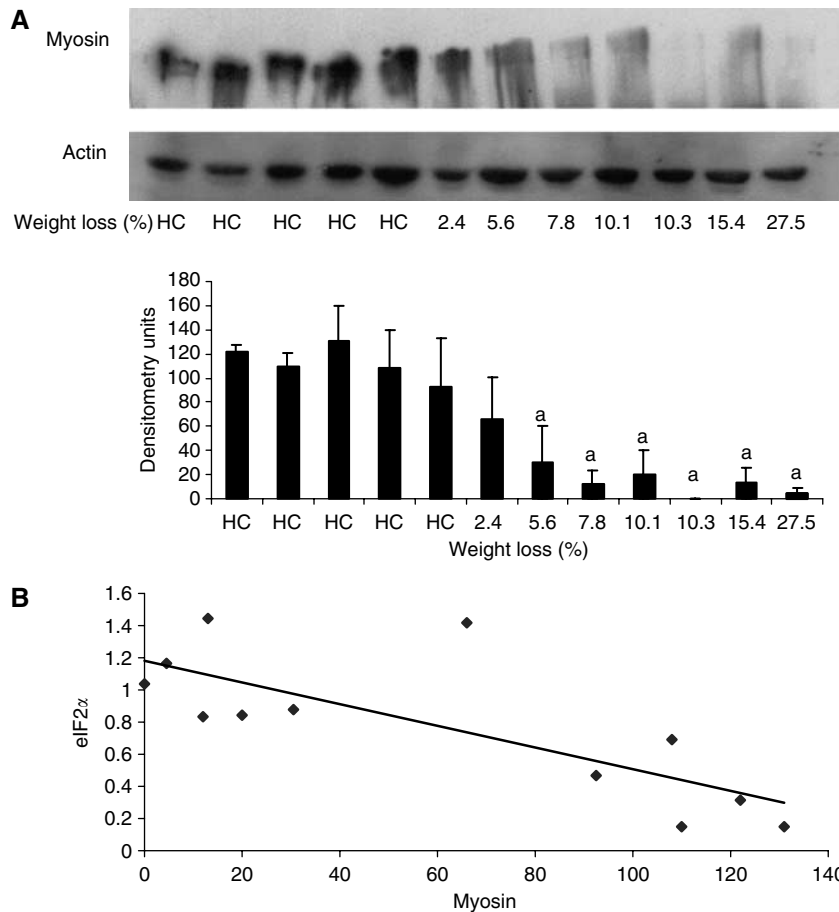 A
Myosin
Actin
Weight loss (%) HC HC HC HC HC 2.4 5.6 7.8 10.1 10.3 15.4 27.5
180
160
140
120
100
80
60
40
20
0
Densitometry units
a a a a a a
HC HC HC HC HC 2.4 5.6 7.8 10.1 10.3 15.4 27.5
Weight loss (%)
B
1.6
1.4
1.2
1
0.8
0.6
0.4
0.2
0
eIF2α
0 20 40 60 80 100 120 140
Myosin